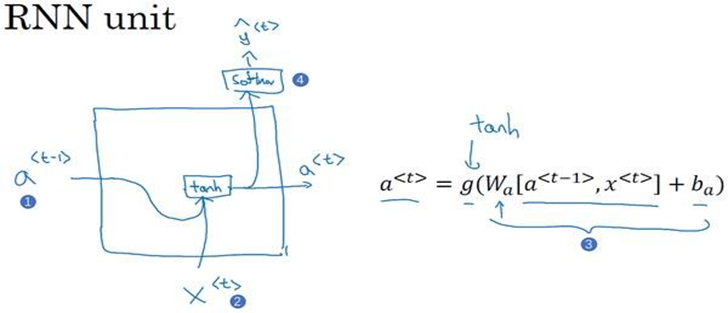 RNN unit
ŷ<t>
softmax ④
a<t-1>
①
tanh
a<t>
x<t> ②
tanh
a<t> = g(Wₐ[a<t-1>, x<t>] + bₐ)
③